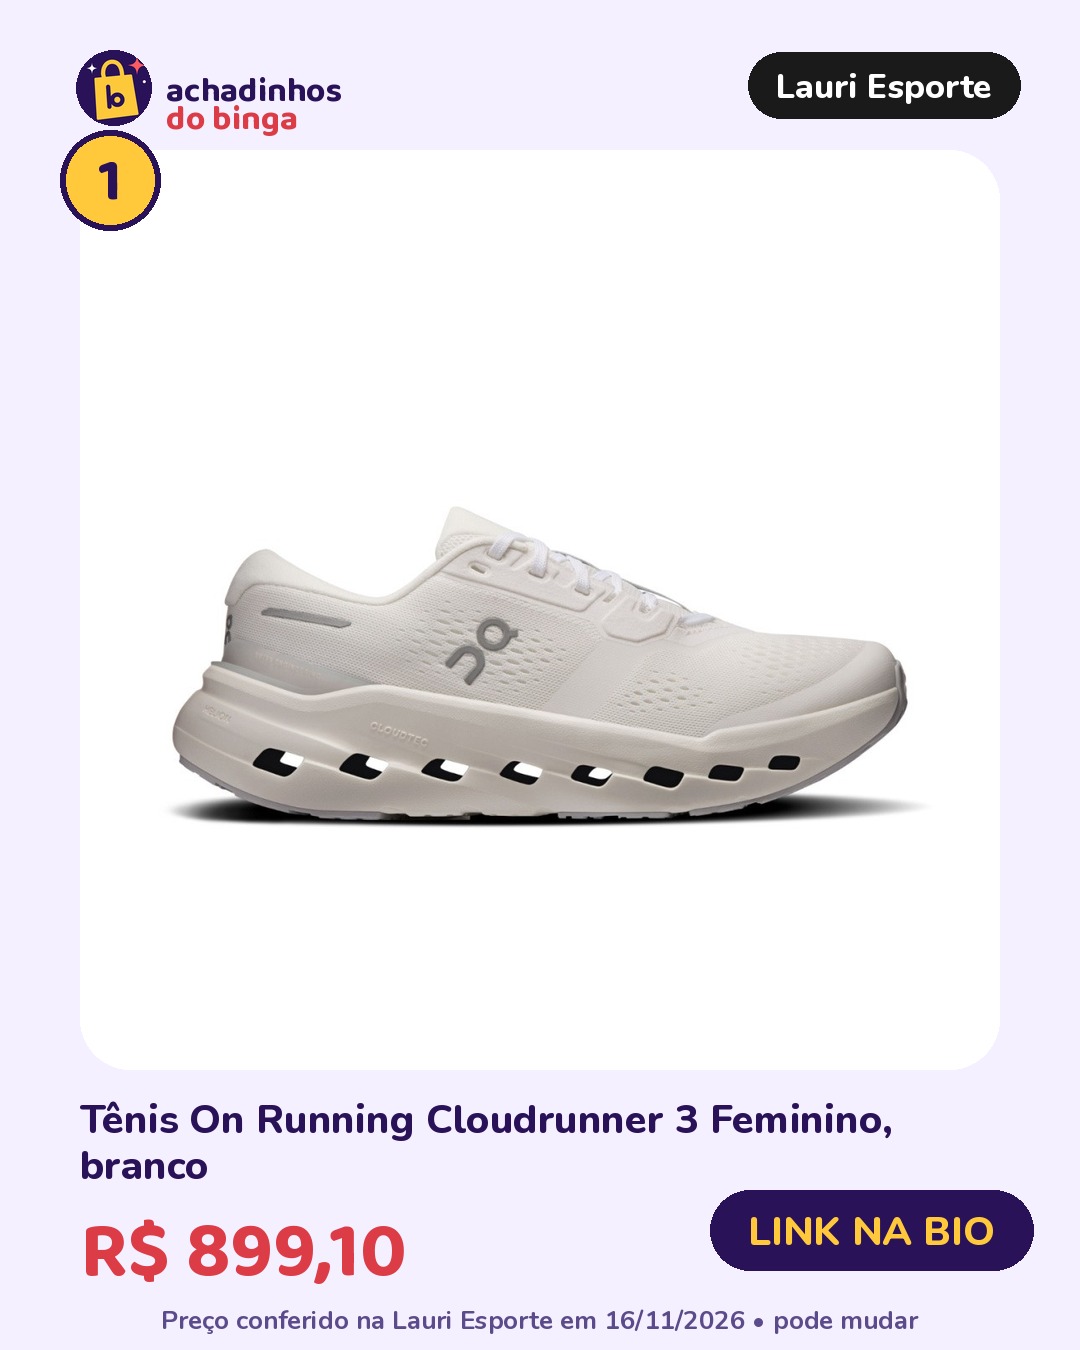 achadinhos
do binga
Lauri Esporte
1
CLOUDTEC
Tênis On Running Cloudrunner 3 Feminino,
branco
R$ 899,10
LINK NA BIO
Preço conferido na Lauri Esporte em 16/11/2026 • pode mudar